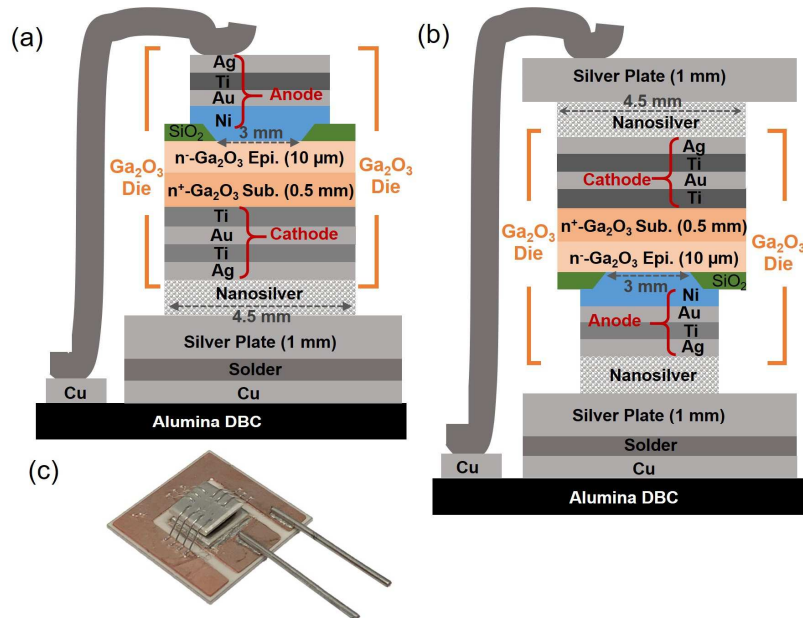 (a)
Ag
Ti
Au
Ni
Anode
SiO₂
3 mm
n⁻-Ga₂O₃ Epi. (10 µm)
n⁺-Ga₂O₃ Sub. (0.5 mm)
Ga₂O₃
Die
Ga₂O₃
Die
Ti
Au
Ti
Ag
Cathode
Nanosilver
4.5 mm
Silver Plate (1 mm)
Solder
Cu
Cu
Alumina DBC
(b)
Silver Plate (1 mm)
4.5 mm
Nanosilver
Ag
Ti
Au
Ti
Cathode
n⁺-Ga₂O₃ Sub. (0.5 mm)
n⁻-Ga₂O₃ Epi. (10 µm)
Ga₂O₃
Die
Ga₂O₃
Die
SiO₂
3 mm
Ni
Au
Ti
Ag
Anode
Nanosilver
Silver Plate (1 mm)
Solder
Cu
Cu
Alumina DBC
(c)